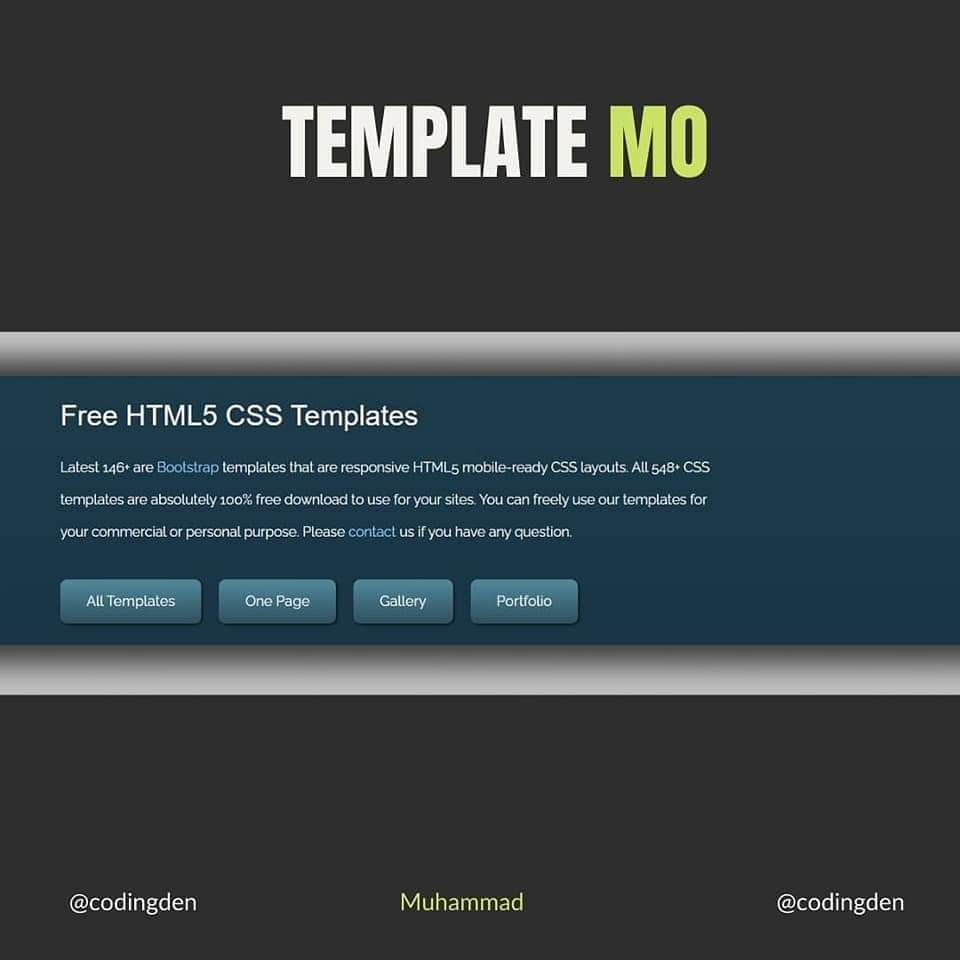 TEMPLATE MO
Free HTML5 CSS Templates
Latest 146+ are Bootstrap templates that are responsive HTML5 mobile-ready CSS layouts. All 548+ CSS
templates are absolutely 100% free download to use for your sites. You can freely use our templates for
your commercial or personal purpose. Please contact us if you have any question.
All Templates One Page Gallery Portfolio
@codingden Muhammad @codingden